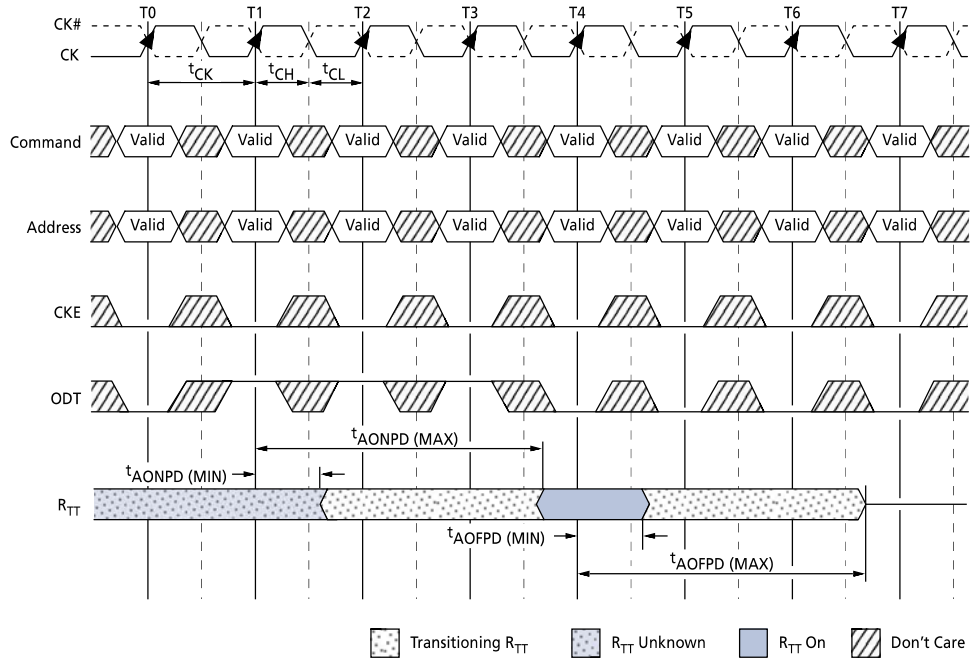 T0 T1 T2 T3 T4 T5 T6 T7
CK#
CK
tCK tCH tCL
Command Valid Valid Valid Valid Valid Valid Valid Valid
Address Valid Valid Valid Valid Valid Valid Valid Valid
CKE
ODT
tAONPD (MAX)
tAONPD (MIN)
RTT
tAOFPD (MIN)
tAOFPD (MAX)
Transitioning RTT RTT Unknown RTT On Don't Care